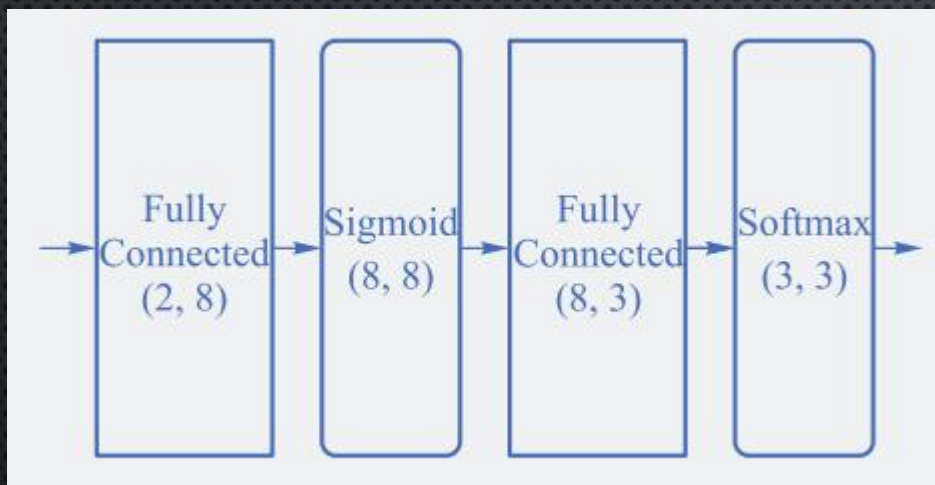 Fully
Connected
(2, 8)
Sigmoid
(8, 8)
Fully
Connected
(8, 3)
Softmax
(3, 3)